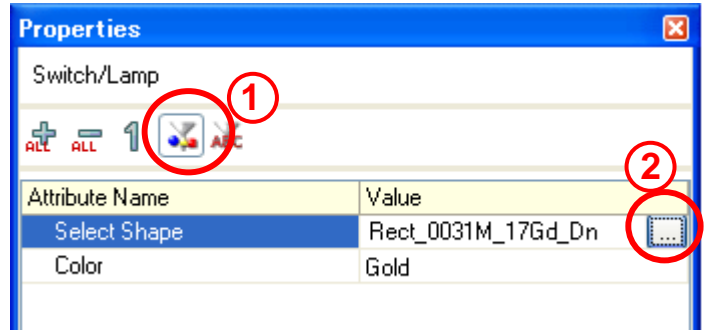 Properties
Switch/Lamp
1
ALL ALL 1 ABC
2
Attribute Name Value
Select Shape Rect_0031M_17Gd_Dn ...
Color Gold